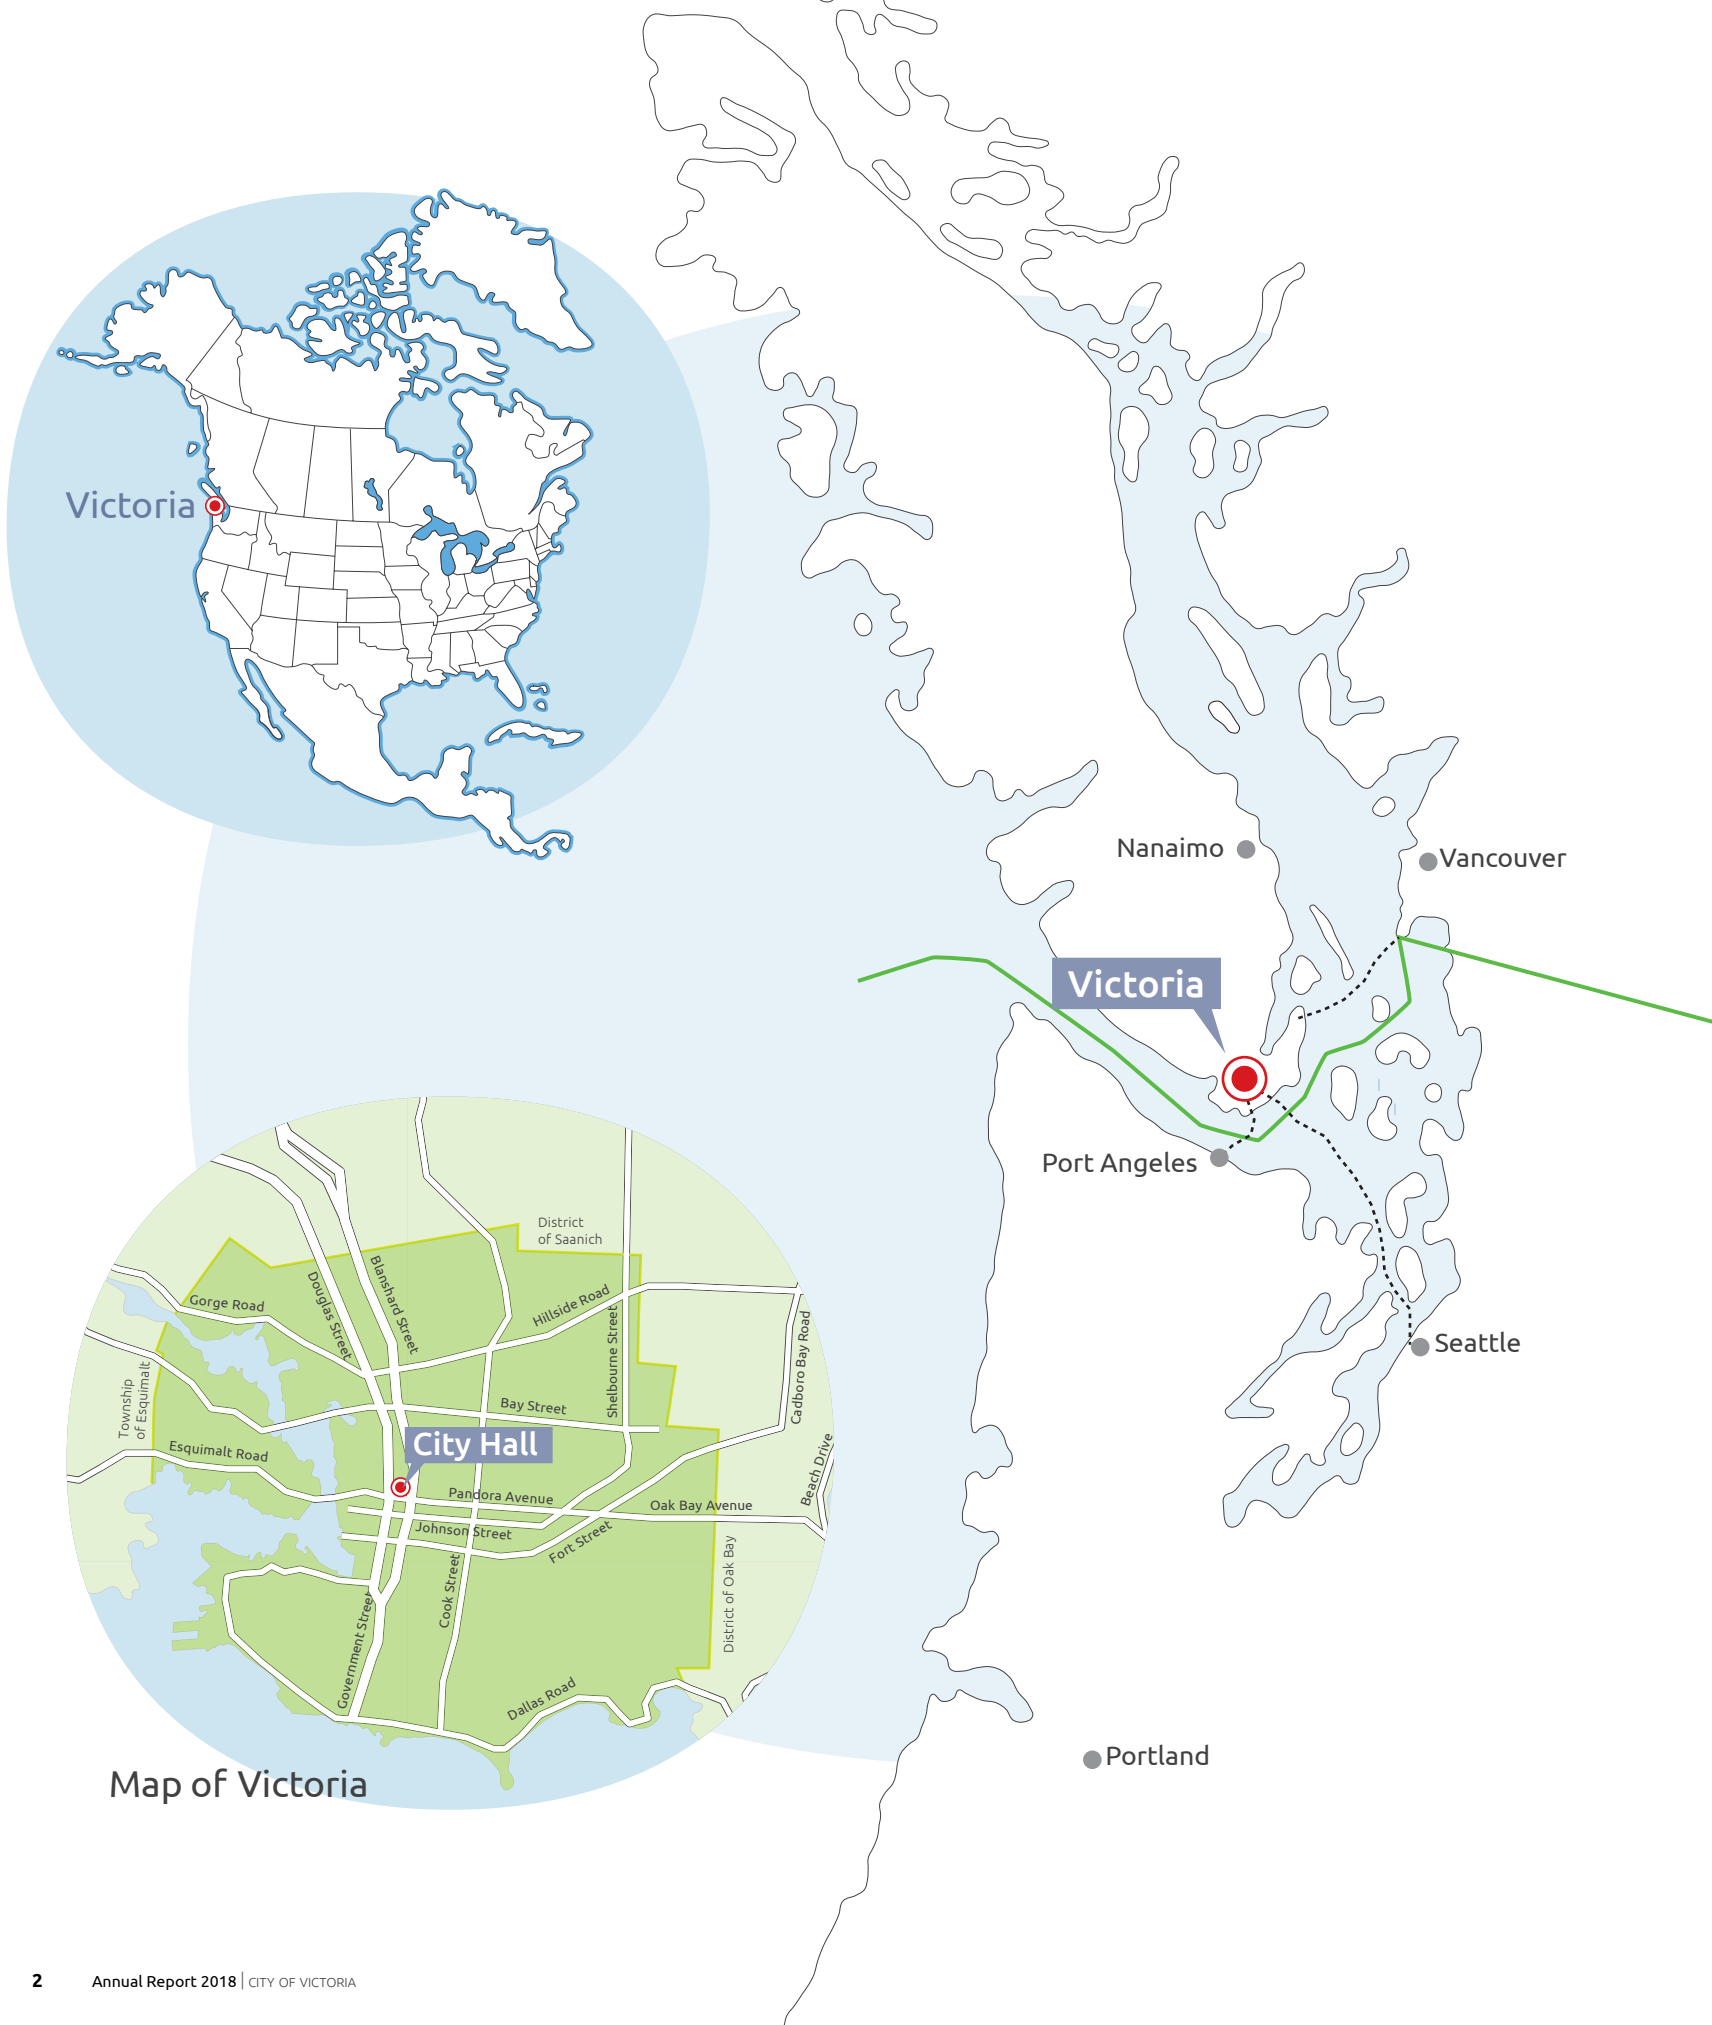 Victoria
Nanaimo
Vancouver
Victoria
Port Angeles
Seattle
Portland
District
of Saanich
Blanshard Street
Douglas Street
Gorge Road
Hillside Road
Shelbourne Street
Cadboro Bay Road
Township
of Esquimalt
Bay Street
City Hall
Esquimalt Road
Beach Drive
Pandora Avenue
Oak Bay Avenue
Johnson Street
Fort Street
Cook Street
District of Oak Bay
Government Street
Dallas Road
Map of Victoria
2 Annual Report 2018 | CITY OF VICTORIA